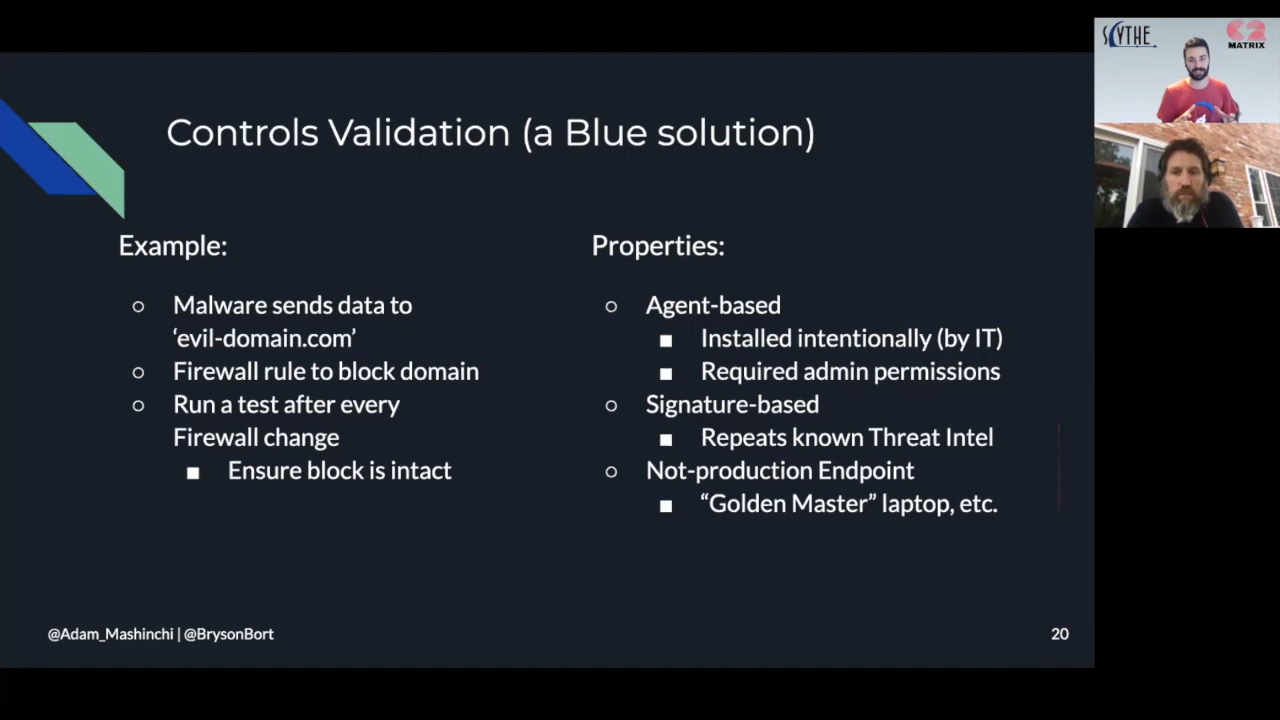 SCYTHE
C2
MATRIX
Controls Validation (a Blue solution)
Example:
○ Malware sends data to
‘evil-domain.com’
○ Firewall rule to block domain
○ Run a test after every
Firewall change
■ Ensure block is intact
Properties:
○ Agent-based
■ Installed intentionally (by IT)
■ Required admin permissions
○ Signature-based
■ Repeats known Threat Intel
○ Not-production Endpoint
■ “Golden Master” laptop, etc.
@Adam_Mashinchi | @BrysonBort
20